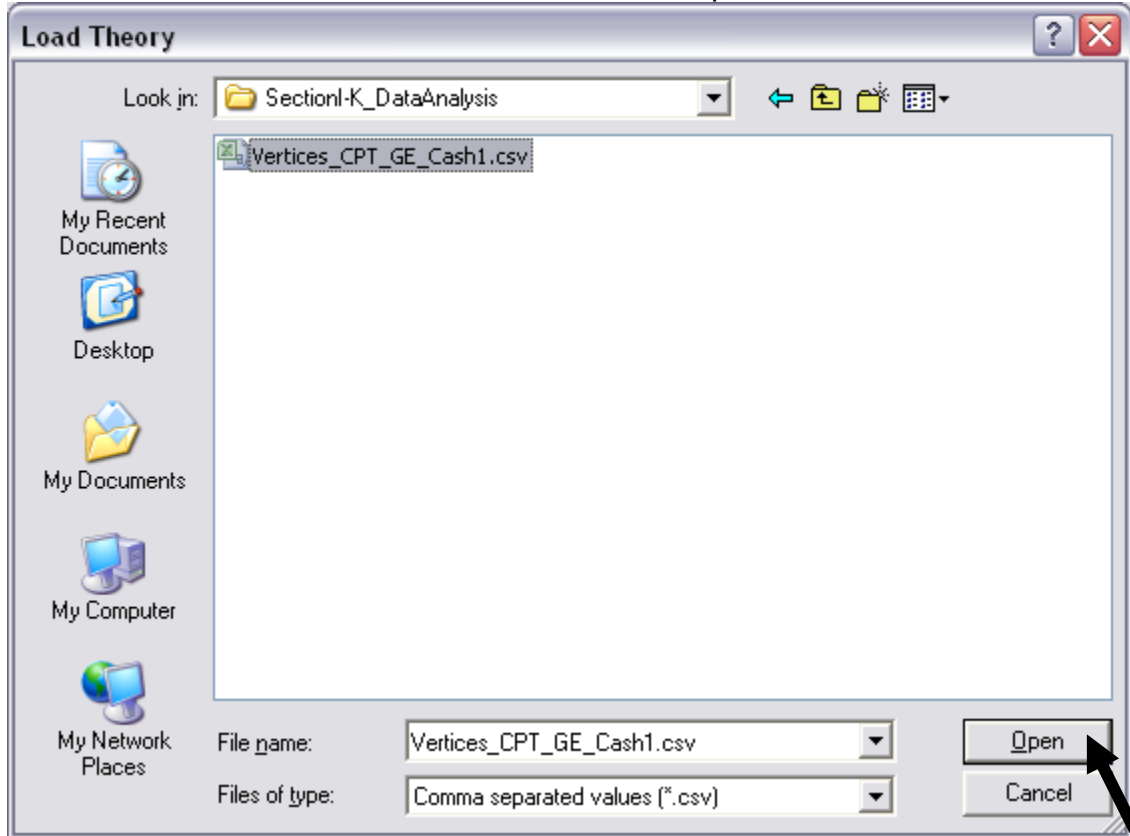 Load Theory
Look in:
SectionI-K_DataAnalysis
Vertices_CPT_GE_Cash1.csv
My Recent
Documents
Desktop
My Documents
My Computer
My Network
Places
File name:
Vertices_CPT_GE_Cash1.csv
Open
Files of type:
Comma separated values (*.csv)
Cancel